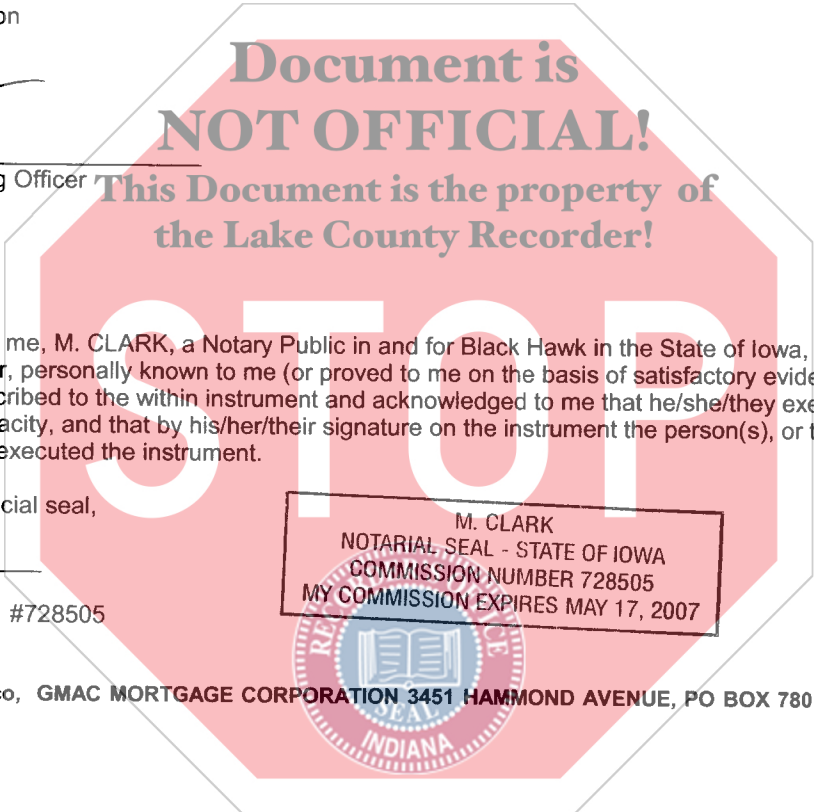 on
Document is
NOT OFFICIAL!
g Officer
This Document is the property of
the Lake County Recorder!
STOP
me, M. CLARK, a Notary Public in and for Black Hawk in the State of Iowa,
r, personally known to me (or proved to me on the basis of satisfactory evide
cribed to the within instrument and acknowledged to me that he/she/they exe
acity, and that by his/her/their signature on the instrument the person(s), or t
executed the instrument.
cial seal,
M. CLARK
NOTARIAL SEAL - STATE OF IOWA
COMMISSION NUMBER 728505
MY COMMISSION EXPIRES MAY 17, 2007
#728505
RECORDER OFFICE
SEAL
INDIANA
co, GMAC MORTGAGE CORPORATION 3451 HAMMOND AVENUE, PO BOX 780